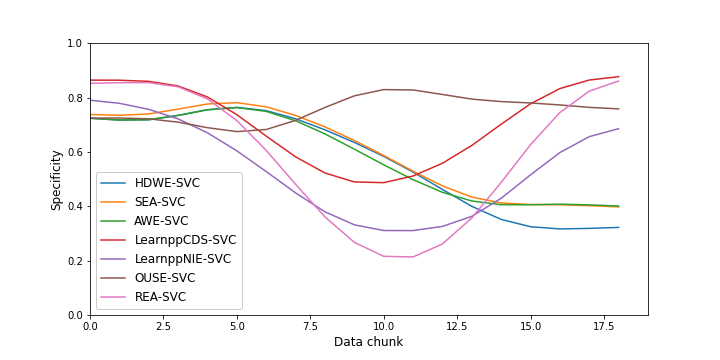 1.0
0.8
0.6
0.4
0.2
0.0
Specificity
HDWE-SVC
SEA-SVC
AWE-SVC
LearnppCDS-SVC
LearnppNIE-SVC
OUSE-SVC
REA-SVC
0.0 2.5 5.0 7.5 10.0 12.5 15.0 17.5
Data chunk